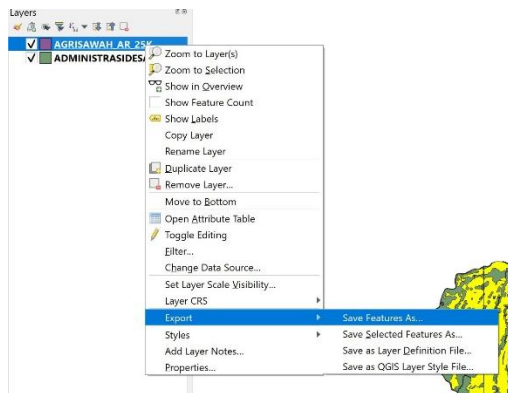 Layers
AGRISAWAH_AR_25K
ADMINISTRASIDESA
Zoom to Layer(s)
Zoom to Selection
Show in Overview
Show Feature Count
Show Labels
Copy Layer
Rename Layer
Duplicate Layer
Remove Layer...
Move to Bottom
Open Attribute Table
Toggle Editing
Filter...
Change Data Source...
Set Layer Scale Visibility...
Layer CRS
Export
Save Features As...
Styles
Save Selected Features As...
Add Layer Notes...
Save as Layer Definition File...
Properties...
Save as QGIS Layer Style File...